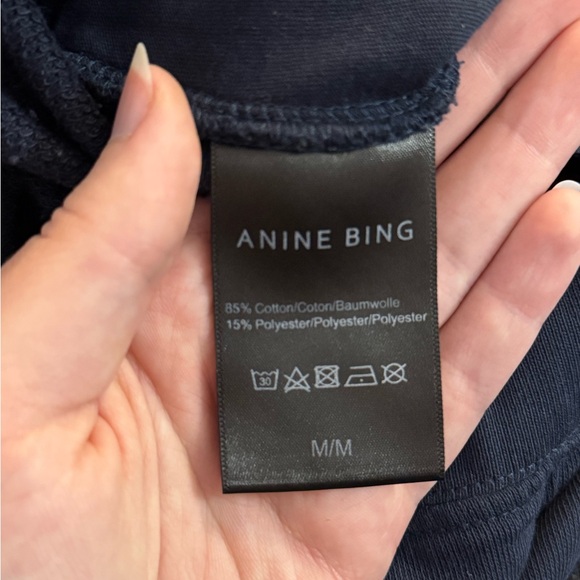 ANINE BING
85% Cotton/Coton/Baumwolle
15% Polyester/Polyester/Polyester
30
M/M